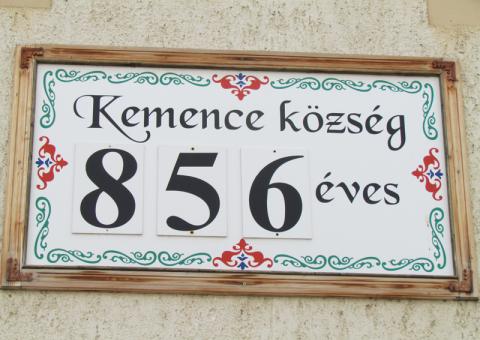 Kemence község
856 éves